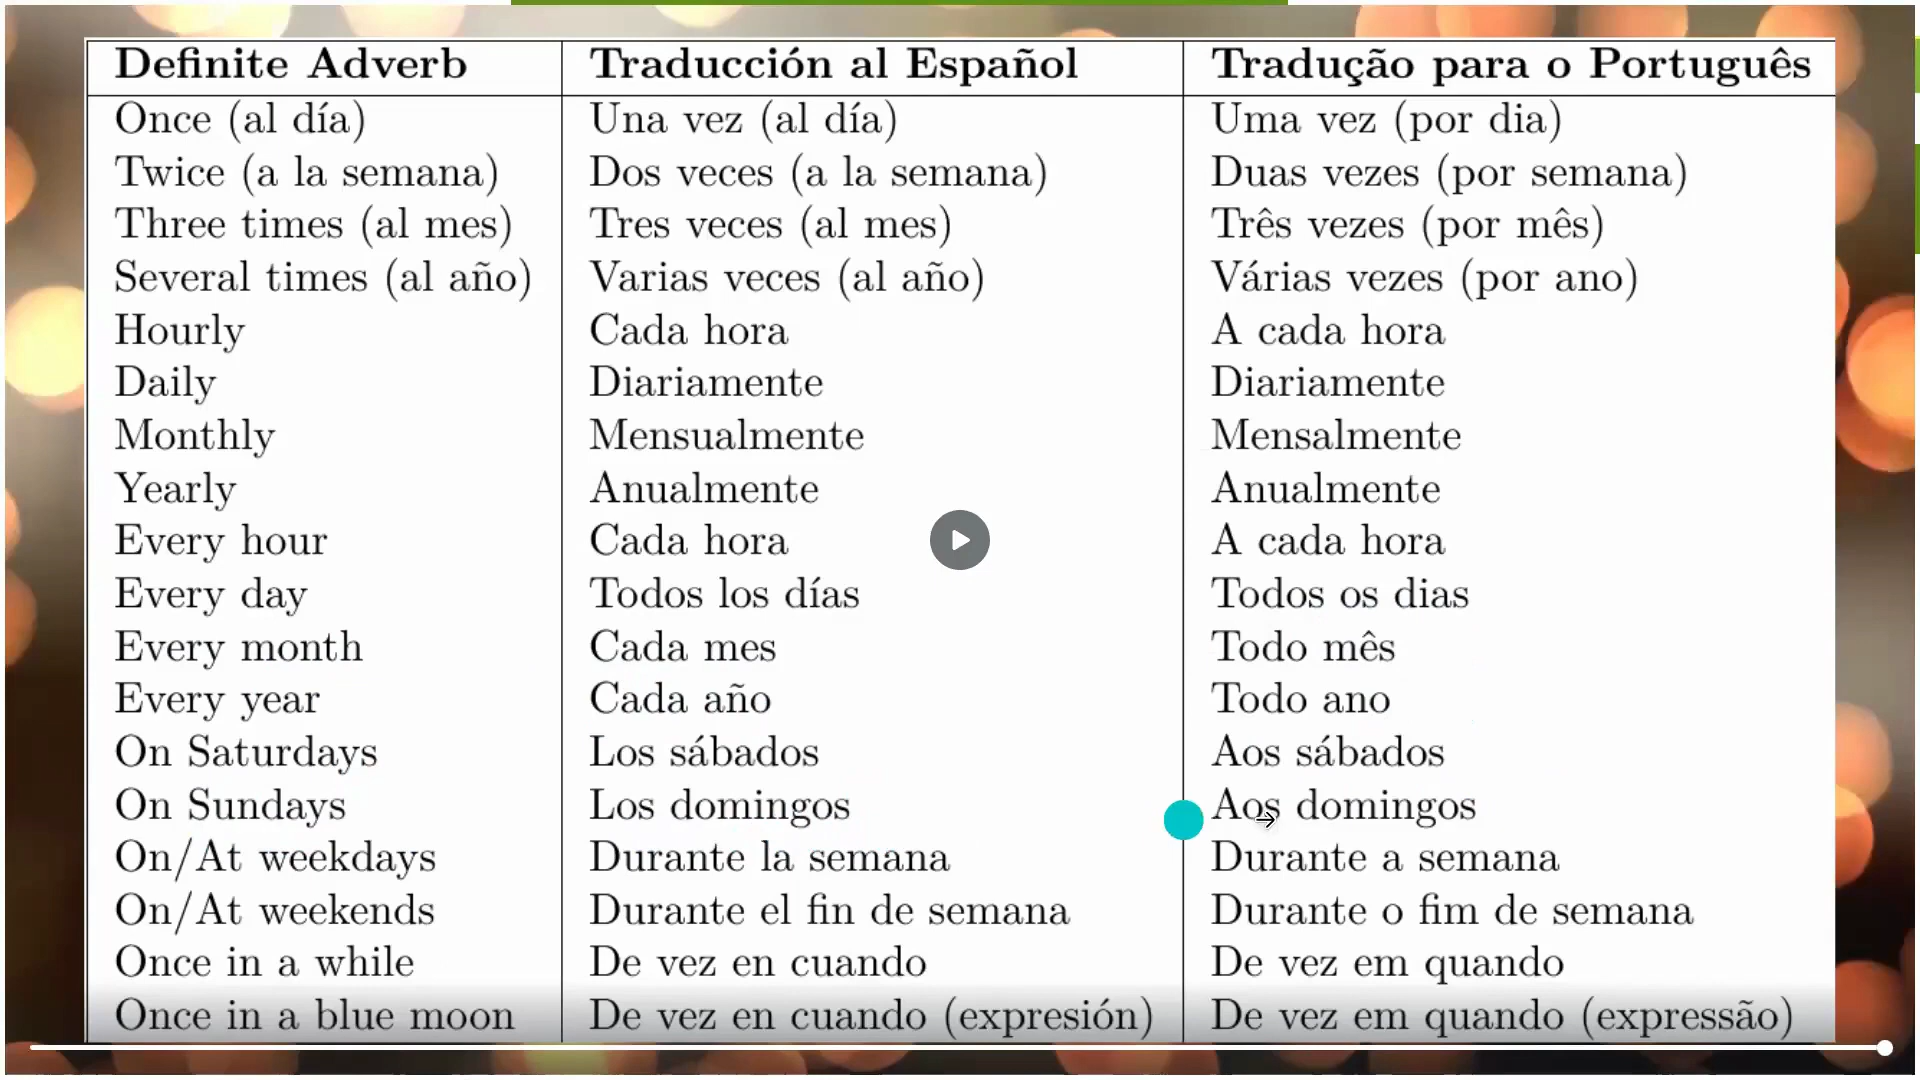 Definite Adverb Traducción al Español Tradução para o Português
Once (al día) Una vez (al día) Uma vez (por dia)
Twice (a la semana) Dos veces (a la semana) Duas vezes (por semana)
Three times (al mes) Tres veces (al mes) Três vezes (por mês)
Several times (al año) Varias veces (al año) Várias vezes (por ano)
Hourly Cada hora A cada hora
Daily Diariamente Diariamente
Monthly Mensualmente Mensalmente
Yearly Anualmente Anualmente
Every hour Cada hora A cada hora
Every day Todos los días Todos os dias
Every month Cada mes Todo mês
Every year Cada año Todo ano
On Saturdays Los sábados Aos sábados
On Sundays Los domingos Aos domingos
On/At weekdays Durante la semana Durante a semana
On/At weekends Durante el fin de semana Durante o fim de semana
Once in a while De vez en cuando De vez em quando
Once in a blue moon De vez en cuando (expresión) De vez em quando (expressão)